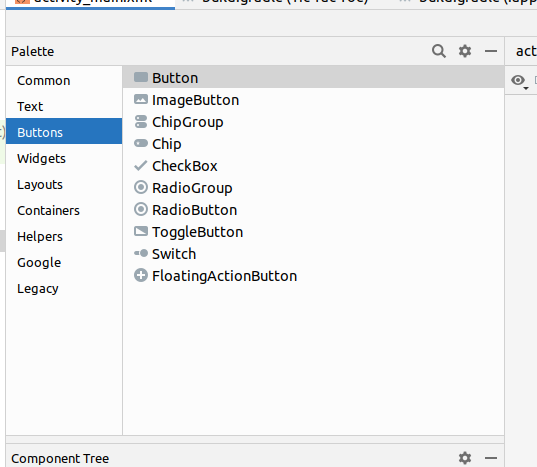 Palette
act
Common
Text
Buttons
Widgets
Layouts
Containers
Helpers
Google
Legacy
Button
ImageButton
ChipGroup
Chip
CheckBox
RadioGroup
RadioButton
ToggleButton
Switch
FloatingActionButton
Component Tree